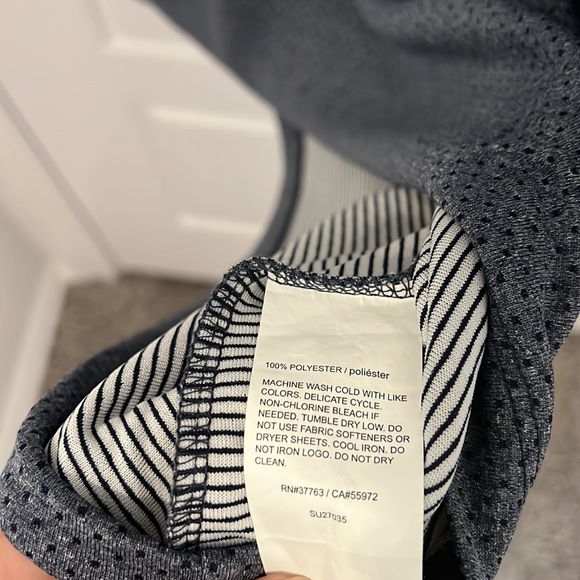 100% POLYESTER / poliéster
MACHINE WASH COLD WITH LIKE
COLORS. DELICATE CYCLE.
NON-CHLORINE BLEACH IF
NEEDED. TUMBLE DRY LOW. DO
NOT USE FABRIC SOFTENERS OR
DRYER SHEETS. COOL IRON. DO
NOT IRON LOGO. DO NOT DRY
CLEAN.
RN#37763 / CA#55972
SU27035